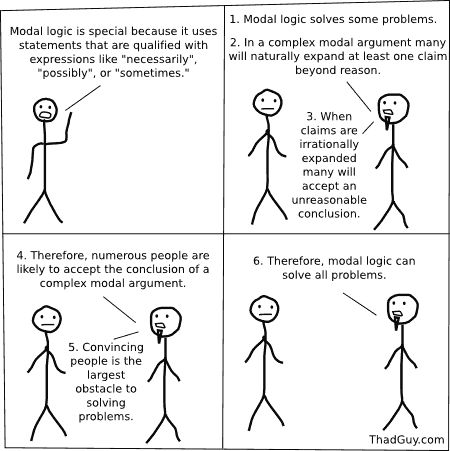 Modal logic is special because it uses
statements that are qualified with
expressions like "necessarily",
"possibly", or "sometimes."
1. Modal logic solves some problems.
2. In a complex modal argument many
will naturally expand at least one claim
beyond reason.
3. When
claims are
irrationally
expanded
many will
accept an
unreasonable
conclusion.
4. Therefore, numerous people are
likely to accept the conclusion of a
complex modal argument.
5. Convincing
people is the
largest
obstacle to
solving
problems.
6. Therefore, modal logic can
solve all problems.
ThadGuy.com